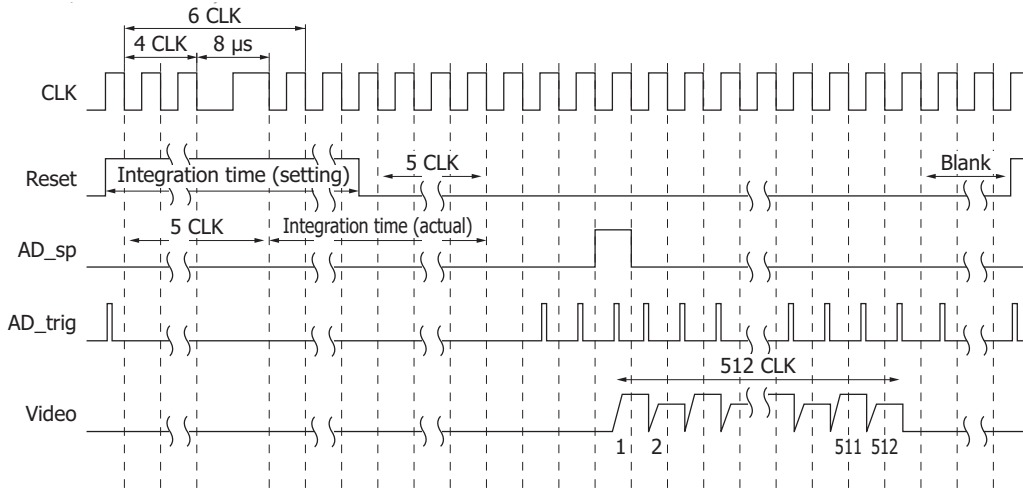 6 CLK
4 CLK 8 µs
CLK
Reset
Integration time (setting)
5 CLK
Blank
AD_sp
5 CLK
Integration time (actual)
AD_trig
512 CLK
Video
1 2 511 512